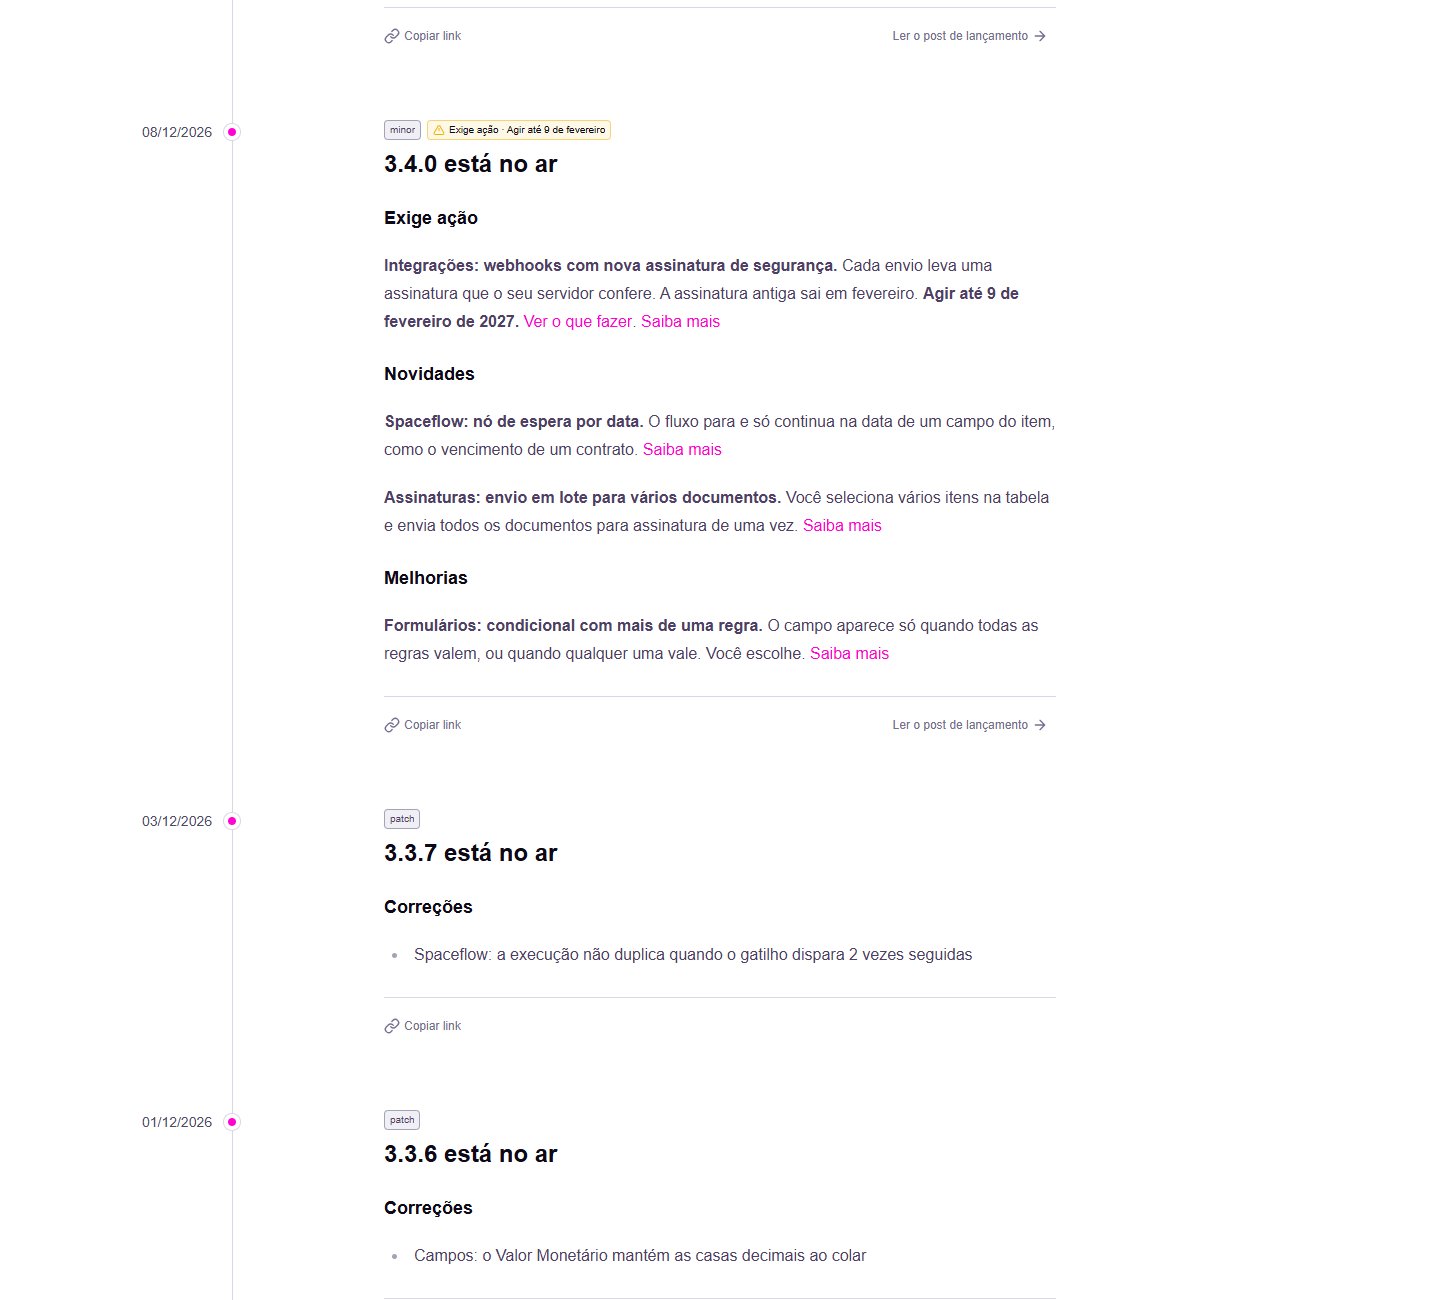 Copiar link
Ler o post de lançamento
08/12/2026
minor
Exige ação · Agir até 9 de fevereiro
3.4.0 está no ar
Exige ação
Integrações: webhooks com nova assinatura de segurança. Cada envio leva uma
assinatura que o seu servidor confere. A assinatura antiga sai em fevereiro. Agir até 9 de
fevereiro de 2027. Ver o que fazer. Saiba mais
Novidades
Spaceflow: nó de espera por data. O fluxo para e só continua na data de um campo do item,
como o vencimento de um contrato. Saiba mais
Assinaturas: envio em lote para vários documentos. Você seleciona vários itens na tabela
e envia todos os documentos para assinatura de uma vez. Saiba mais
Melhorias
Formulários: condicional com mais de uma regra. O campo aparece só quando todas as
regras valem, ou quando qualquer uma vale. Você escolhe. Saiba mais
Copiar link
Ler o post de lançamento
03/12/2026
patch
3.3.7 está no ar
Correções
Spaceflow: a execução não duplica quando o gatilho dispara 2 vezes seguidas
Copiar link
01/12/2026
patch
3.3.6 está no ar
Correções
Campos: o Valor Monetário mantém as casas decimais ao colar